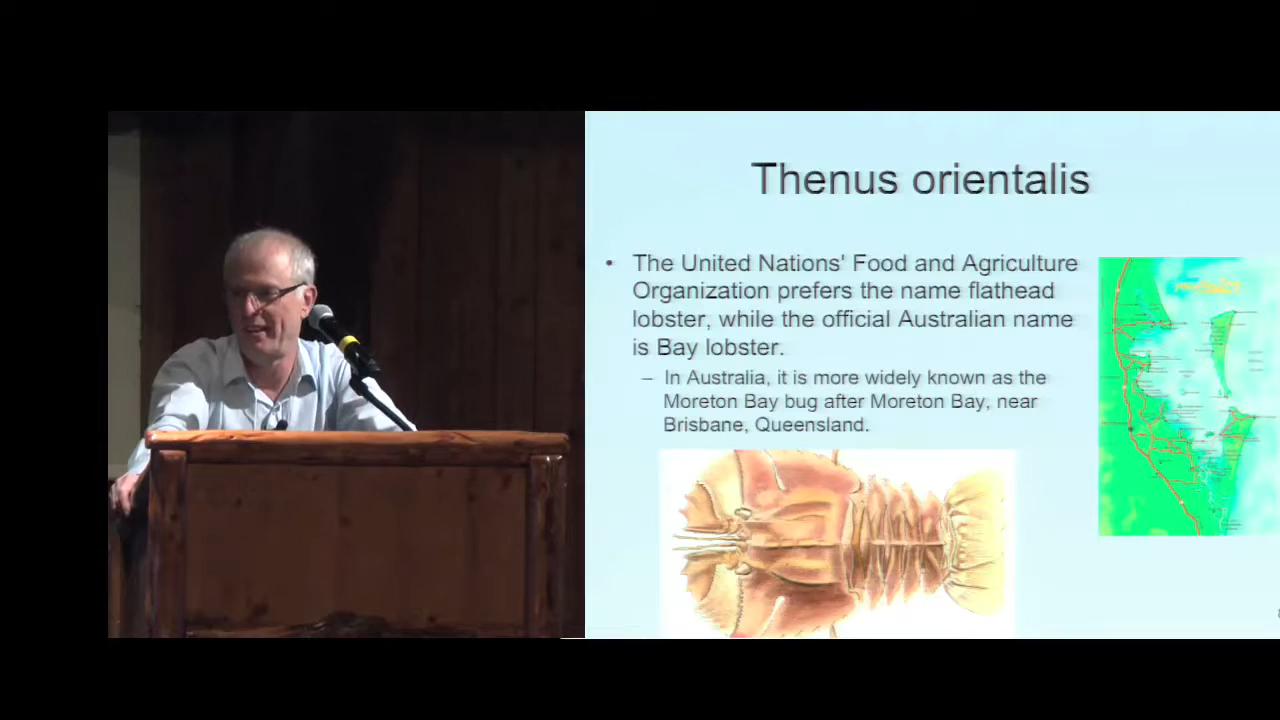 Thenus orientalis
• The United Nations' Food and Agriculture
Organization prefers the name flathead
lobster, while the official Australian name
is Bay lobster.
– In Australia, it is more widely known as the
Moreton Bay bug after Moreton Bay, near
Brisbane, Queensland.